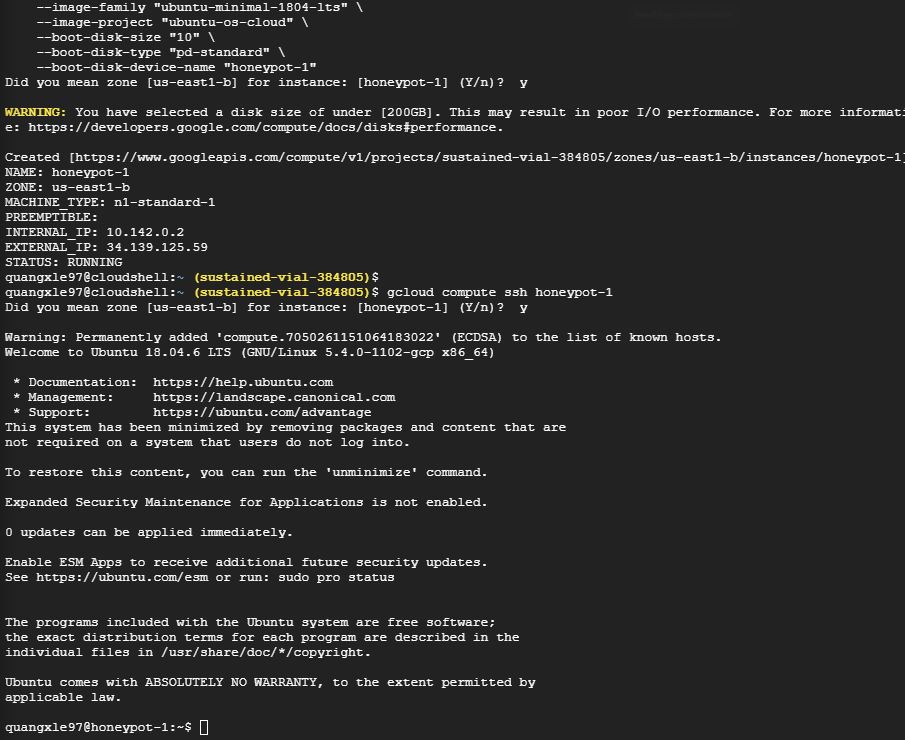 --image-family "ubuntu-minimal-1804-lts" \
--image-project "ubuntu-os-cloud" \
--boot-disk-size "10" \
--boot-disk-type "pd-standard" \
--boot-disk-device-name "honeypot-1"
Did you mean zone [us-east1-b] for instance: [honeypot-1] (Y/n)?  y
WARNING: You have selected a disk size of under [200GB]. This may result in poor I/O performance. For more informati
e: https://developers.google.com/compute/docs/disks#performance.
Created [https://www.googleapis.com/compute/v1/projects/sustained-vial-384805/zones/us-east1-b/instances/honeypot-1]
NAME: honeypot-1
ZONE: us-east1-b
MACHINE_TYPE: n1-standard-1
PREEMPTIBLE:
INTERNAL_IP: 10.142.0.2
EXTERNAL_IP: 34.139.125.59
STATUS: RUNNING
quangxle97@cloudshell:~ (sustained-vial-384805)$
quangxle97@cloudshell:~ (sustained-vial-384805)$ gcloud compute ssh honeypot-1
Did you mean zone [us-east1-b] for instance: [honeypot-1] (Y/n)?  y
Warning: Permanently added 'compute.7050261151064183022' (ECDSA) to the list of known hosts.
Welcome to Ubuntu 18.04.6 LTS (GNU/Linux 5.4.0-1102-gcp x86_64)
* Documentation:  https://help.ubuntu.com
* Management:     https://landscape.canonical.com
* Support:        https://ubuntu.com/advantage
This system has been minimized by removing packages and content that are
not required on a system that users do not log into.
To restore this content, you can run the 'unminimize' command.
Expanded Security Maintenance for Applications is not enabled.
0 updates can be applied immediately.
Enable ESM Apps to receive additional future security updates.
See https://ubuntu.com/esm or run: sudo pro status
The programs included with the Ubuntu system are free software;
the exact distribution terms for each program are described in the
individual files in /usr/share/doc/*/copyright.
Ubuntu comes with ABSOLUTELY NO WARRANTY, to the extent permitted by
applicable law.
quangxle97@honeypot-1:~$